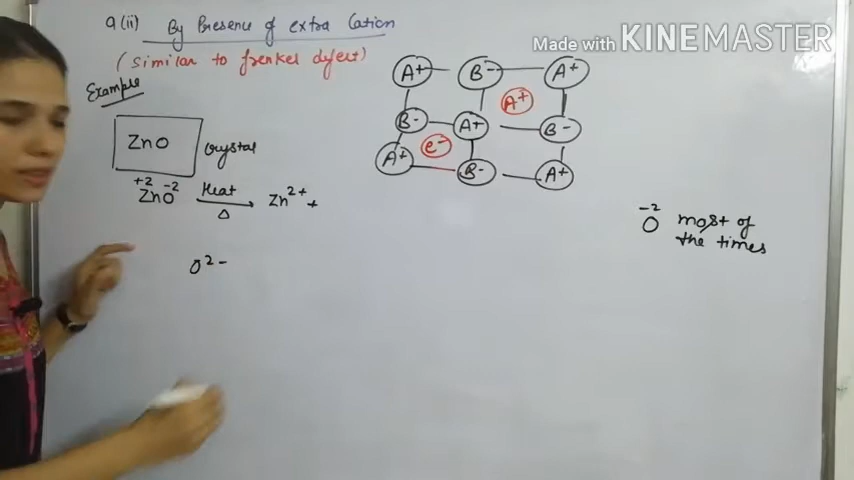 a(ii) By Presence of extra Cation
(similar to frenkel defect)
Made with KINEMASTER
Example
ZnO
crystal
A+ B- A+
A+
B- A+ B-
e-
A+ B- A+
+2 -2
ZnO Heat Δ Zn2+ +
O2-
-2
O most of
the times